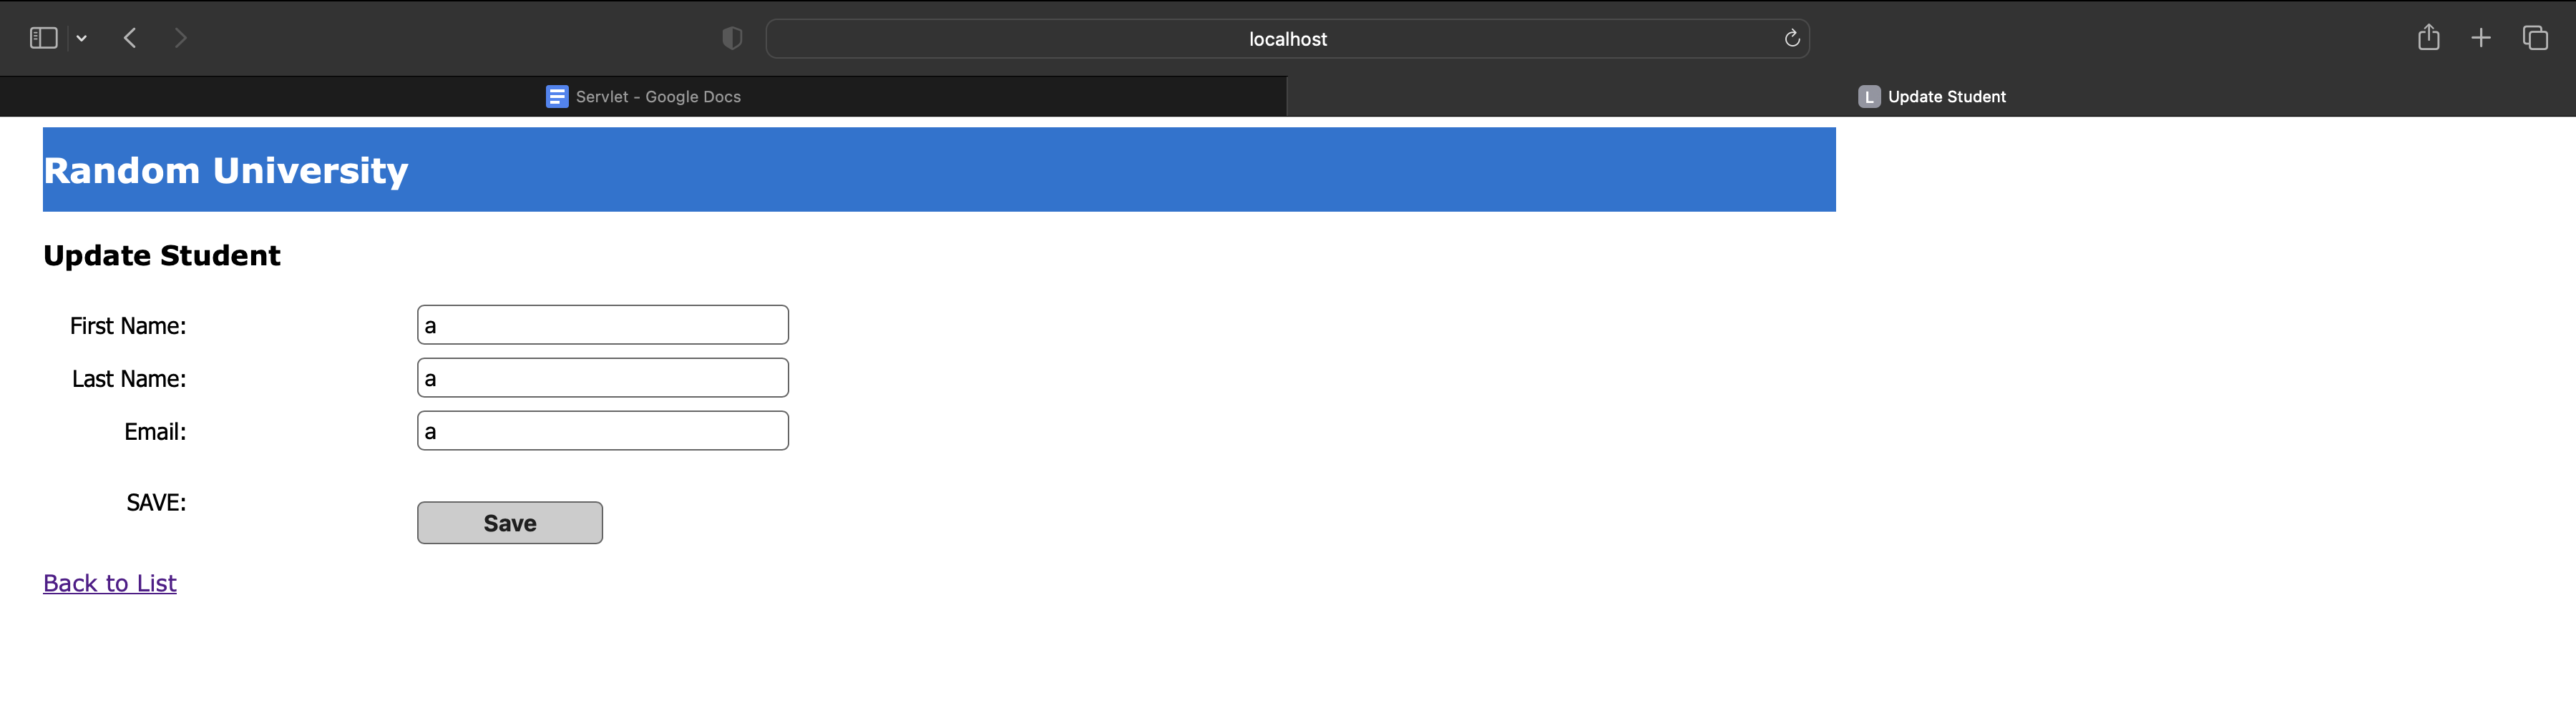 localhost
Servlet - Google Docs
L Update Student
Random University
Update Student
First Name: a
Last Name: a
Email: a
SAVE: Save
Back to List